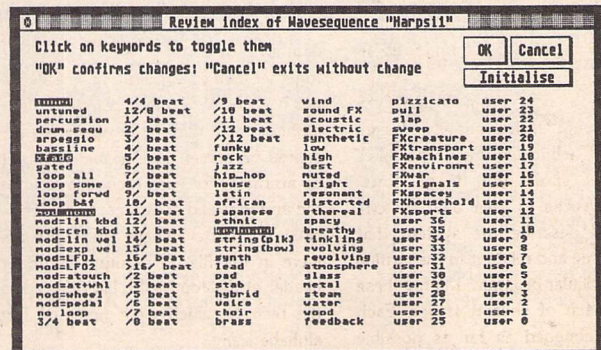 Review index of Wavesequence "Harpsi1"
Click on keywords to toggle them
OK Cancel
"OK" confirms changes: "Cancel" exits without change
Initialise
tuned 4/4 beat /9 beat wind pizzicato user 24
untuned 12/8 beat /10 beat sound FX pull user 23
percussion 1/ beat /11 beat acoustic slap user 22
drum sequ 2/ beat /12 beat electric sweep user 21
arpeggio 3/ beat /)12 beat synthetic FXcreature user 20
bassline 4/ beat funky low FXtransport user 19
xfade 5/ beat rock high FXmachines user 18
gated 6/ beat jazz best FXenvironmt user 17
loop all 7/ beat hip_hop muted FXwar user 16
loop some 8/ beat house bright FXsignals user 15
loop forwd 9/ beat latin resonant FXspaces user 14
loop b&f 10/ beat african distorted FXhousehold user 13
mod none 11/ beat japanese ethereal FXsports user 12
mod=lin kbd 12/ beat ethnic spacy user 36 user 11
mod=cen kbd 13/ beat keyboard breathy user 35 user 10
mod=lin vel 14/ beat string(plk) tinkling user 34 user 9
mod=exp vel 15/ beat string(bow) evolving user 33 user 8
mod=LFO1 16/ beat synth revolving user 32 user 7
mod=LFO2 >16/ beat lead atmosphere user 31 user 6
mod=atouch /2 beat pad glass user 30 user 5
mod=at+whl /3 beat stab metal user 29 user 4
mod=wheel /5 beat hybrid steam user 28 user 3
mod=pedal /6 beat voice water user 27 user 2
no loop /7 beat choir wood user 26 user 1
3/4 beat /8 beat brass feedback user 25 user 0